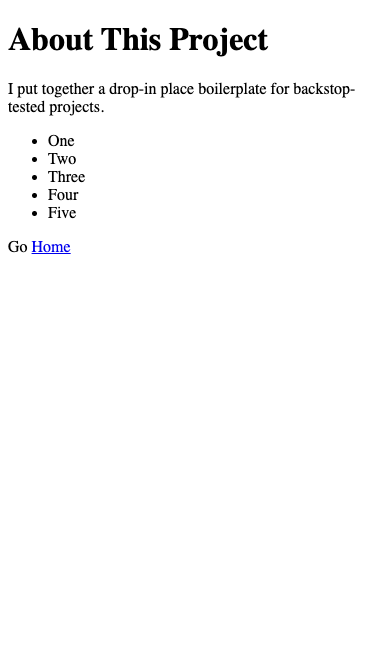 About This Project
I put together a drop-in place boilerplate for backstop-
tested projects.
One
Two
Three
Four
Five
Go Home